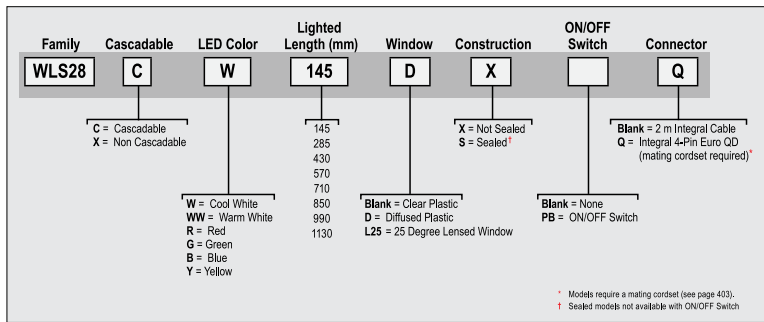 Family Cascadable LED Color Lighted Length (mm) Window Construction ON/OFF Switch Connector
WLS28 C W 145 D X Q
C = Cascadable
X = Non Cascadable
W = Cool White
WW = Warm White
R = Red
G = Green
B = Blue
Y = Yellow
145
285
430
570
710
850
990
1130
Blank = Clear Plastic
D = Diffused Plastic
L25 = 25 Degree Lensed Window
X = Not Sealed
S = Sealed†
Blank = None
PB = ON/OFF Switch
Blank = 2 m Integral Cable
Q = Integral 4-Pin Euro QD
(mating cordset required)*
* Models require a mating cordset (see page 403).
† Sealed models not available with ON/OFF Switch